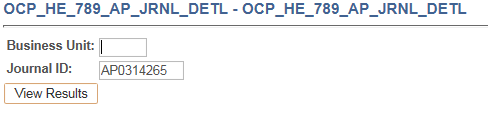 OCP_HE_789_AP_JRNL_DETL - OCP_HE_789_AP_JRNL_DETL
Business Unit:
Journal ID: AP0314265
View Results